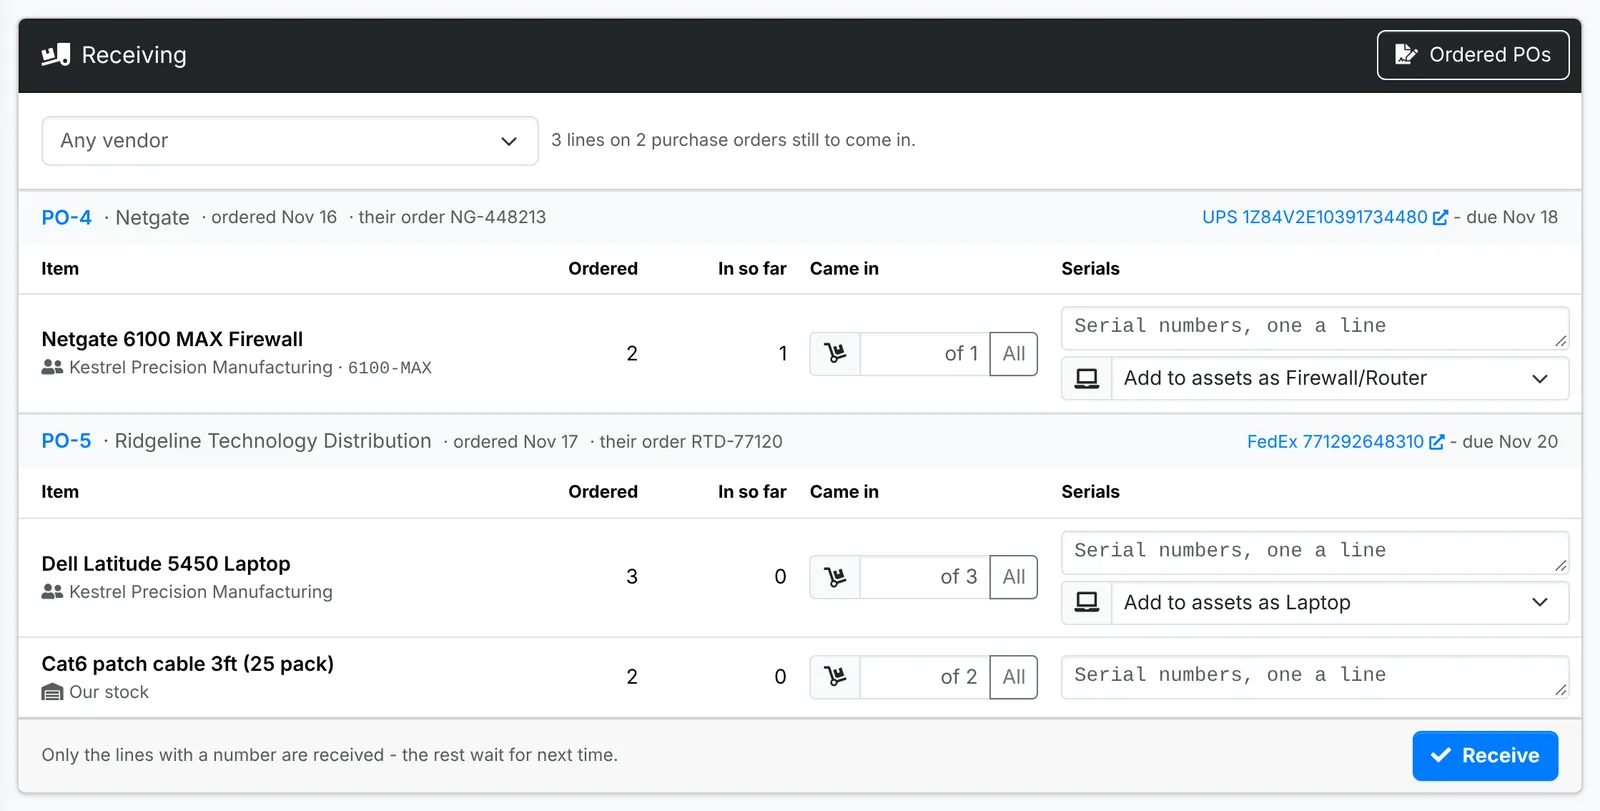 Receiving
Ordered POs
Any vendor
3 lines on 2 purchase orders still to come in.
PO-4 · Netgate · ordered Nov 16 · their order NG-448213
UPS 1Z84V2E10391734480 - due Nov 18
Item Ordered In so far Came in Serials
Netgate 6100 MAX Firewall
Kestrel Precision Manufacturing · 6100-MAX
2 1 of 1 All
Serial numbers, one a line
Add to assets as Firewall/Router
PO-5 · Ridgeline Technology Distribution · ordered Nov 17 · their order RTD-77120
FedEx 771292648310 - due Nov 20
Item Ordered In so far Came in Serials
Dell Latitude 5450 Laptop
Kestrel Precision Manufacturing
3 0 of 3 All
Serial numbers, one a line
Add to assets as Laptop
Cat6 patch cable 3ft (25 pack)
Our stock
2 0 of 2 All
Serial numbers, one a line
Only the lines with a number are received - the rest wait for next time.
Receive